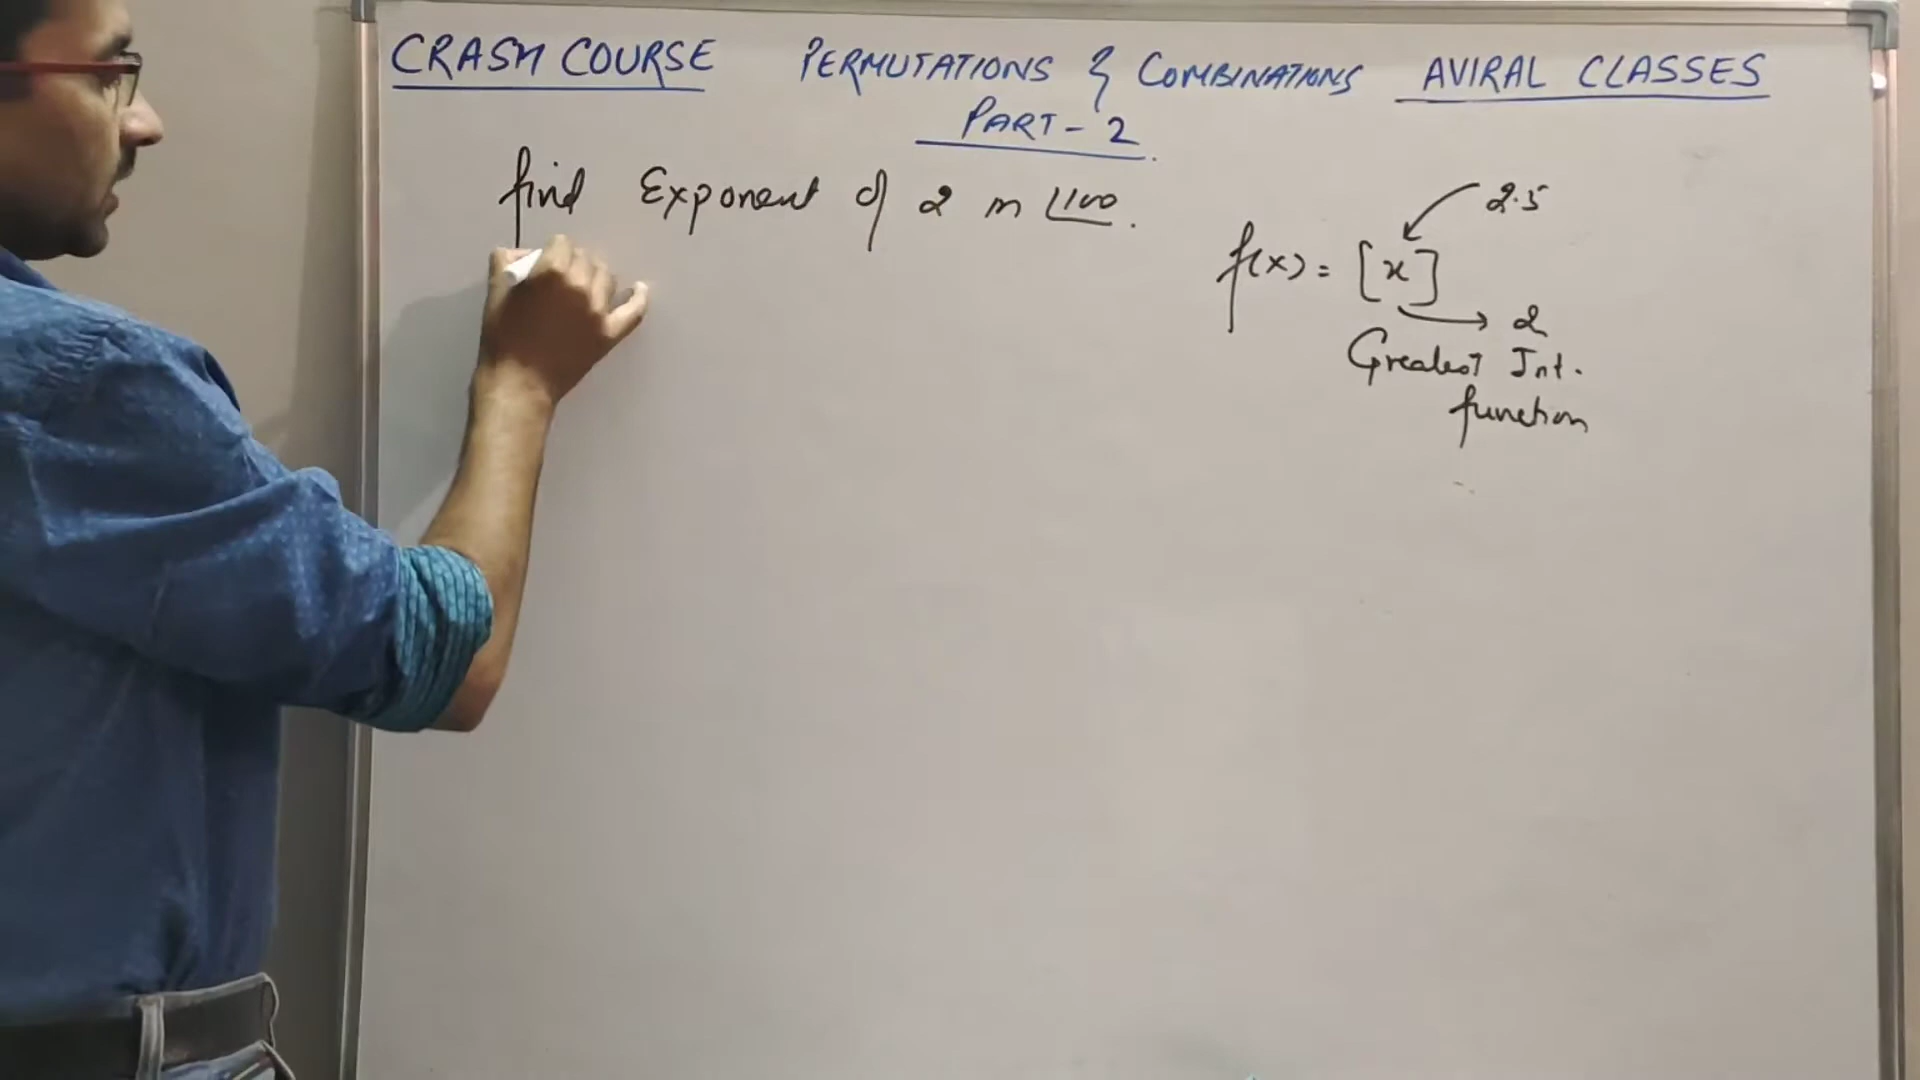 CRASH COURSE PERMUTATIONS & COMBINATIONS AVIRAL CLASSES
PART - 2
find Exponent of 2 in ⌊100.
2.5
f(x) = [x]
2
Greatest Int.
function